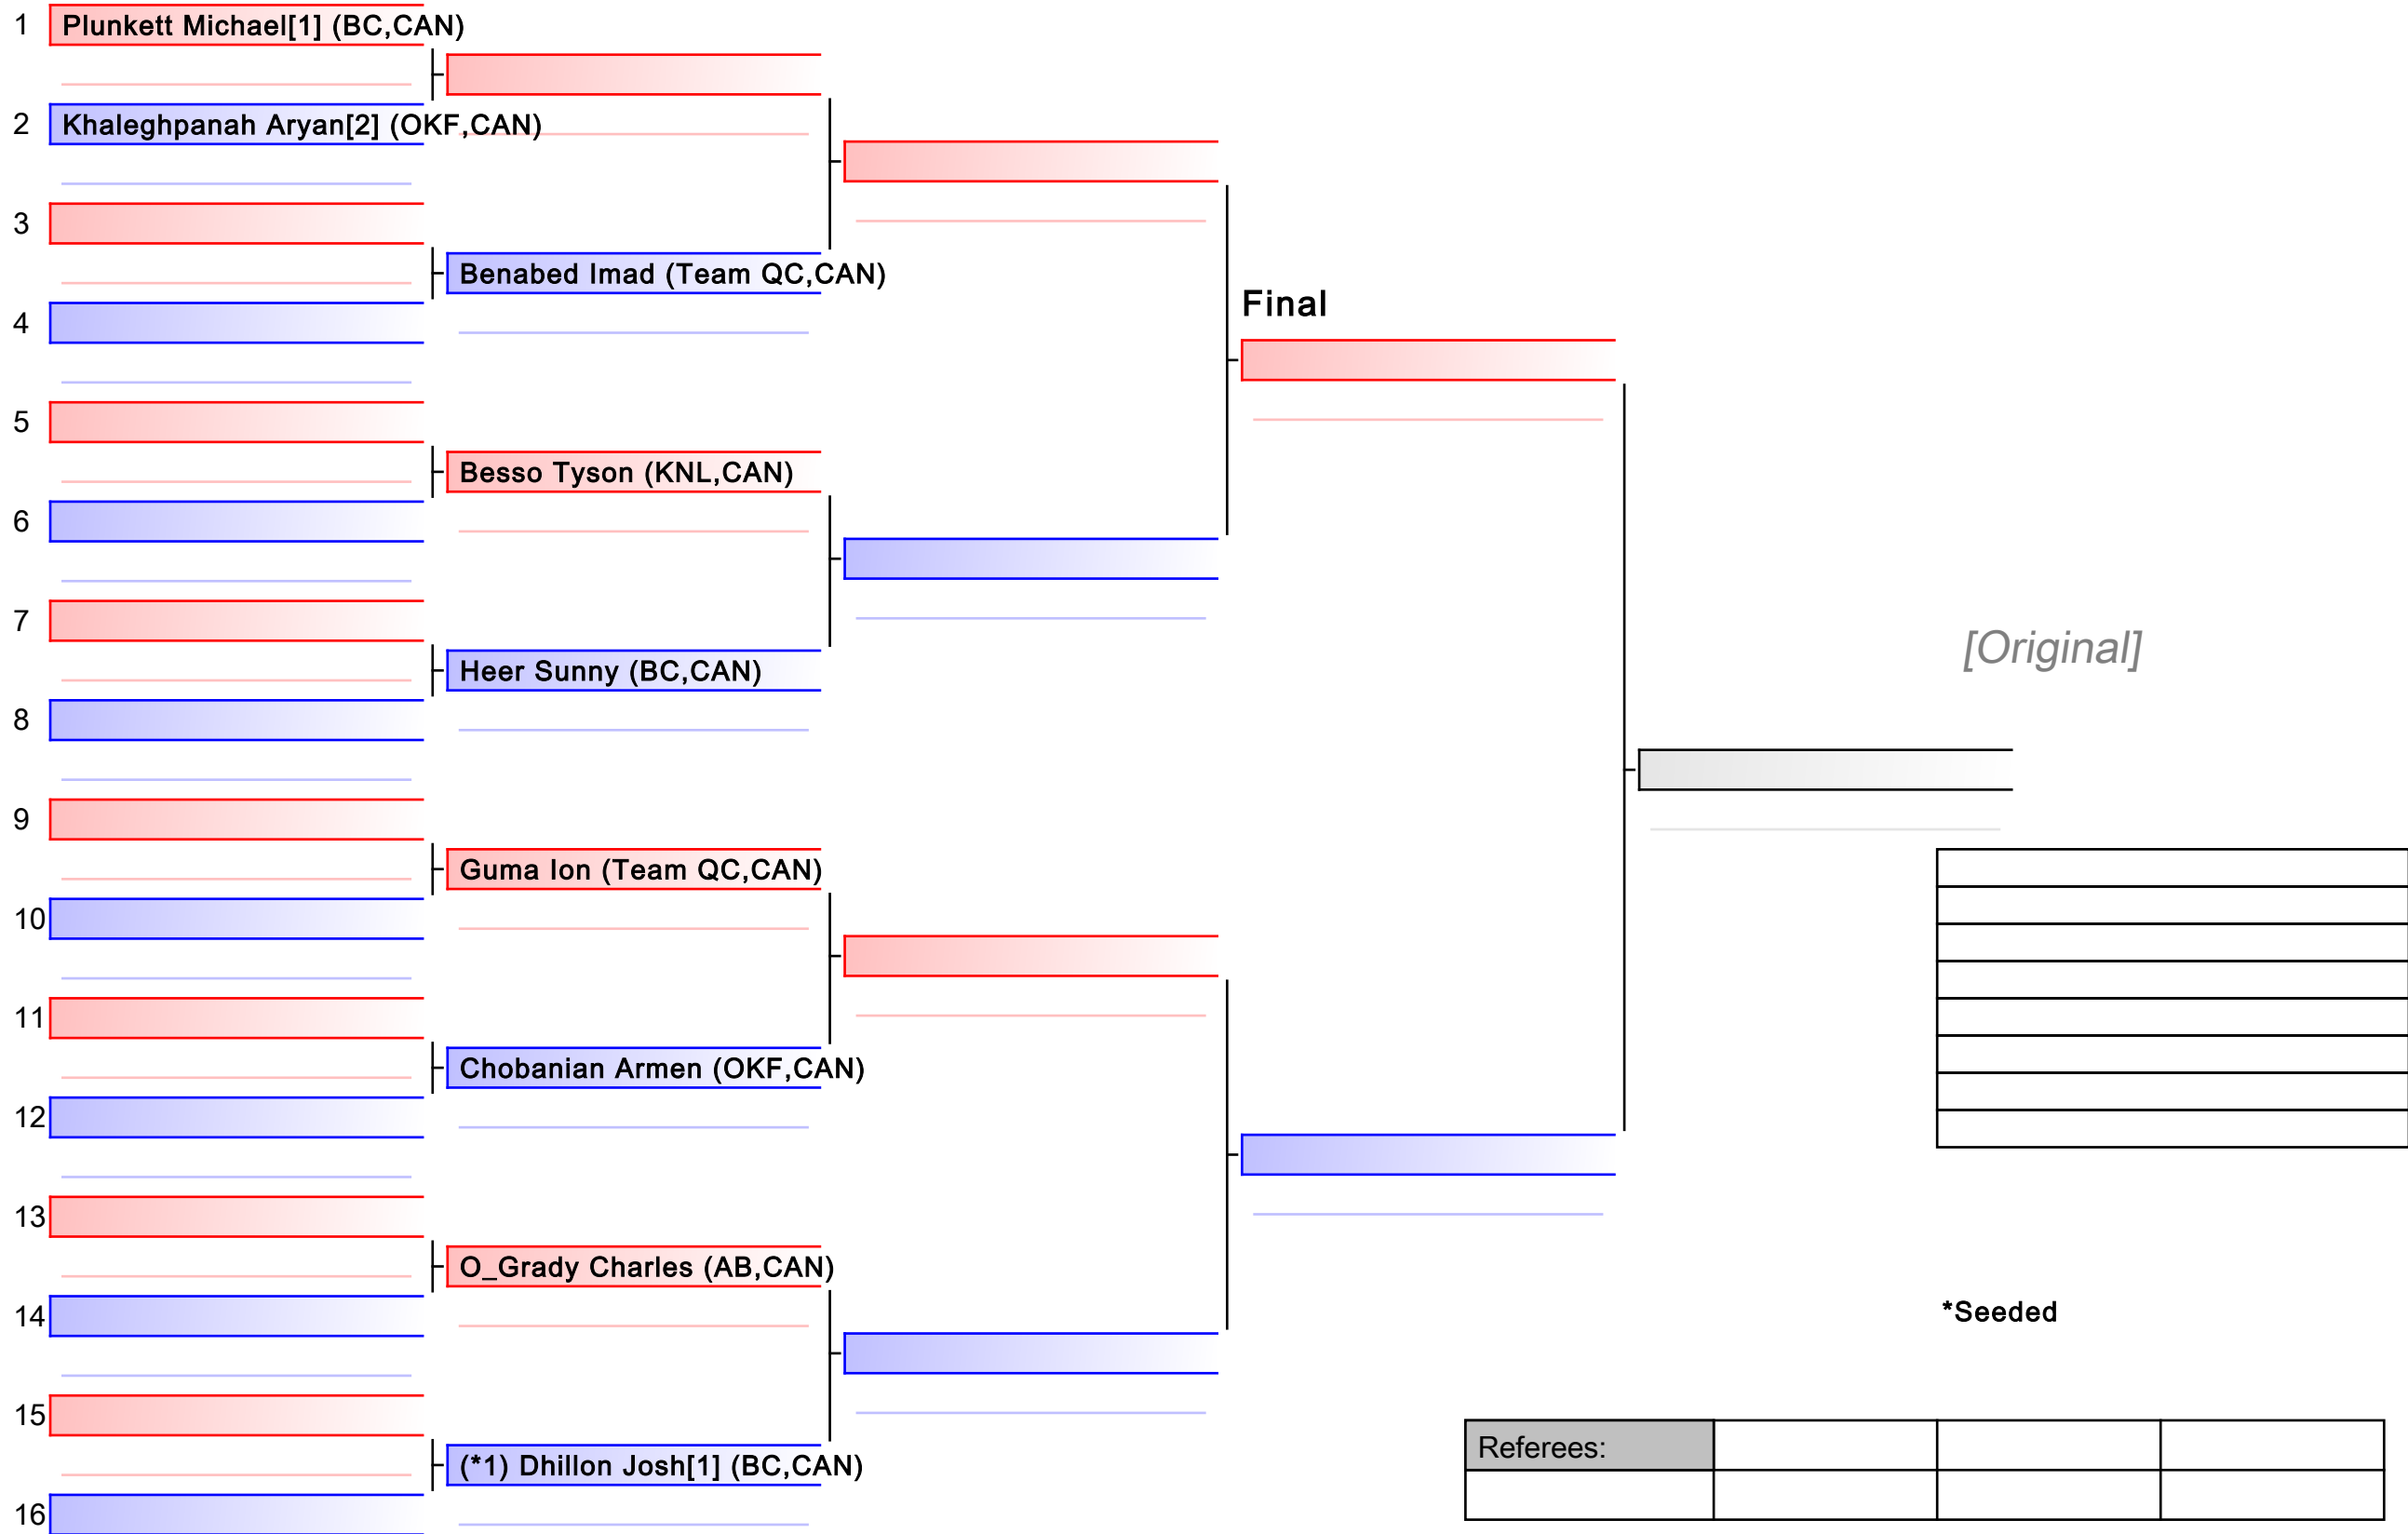 1 Plunkett Michael[1] (BC,CAN)
2 Khaleghpanah Aryan[2] (OKF,CAN)
3
Benabed Imad (Team QC,CAN)
Final
4
5
Besso Tyson (KNL,CAN)
6
7
[Original]
Heer Sunny (BC,CAN)
8
9
Guma Ion (Team QC,CAN)
10
11
Chobanian Armen (OKF,CAN)
12
13
O_Grady Charles (AB,CAN)
14
*Seeded
15
Referees:
(*1) Dhillon Josh[1] (BC,CAN)
16